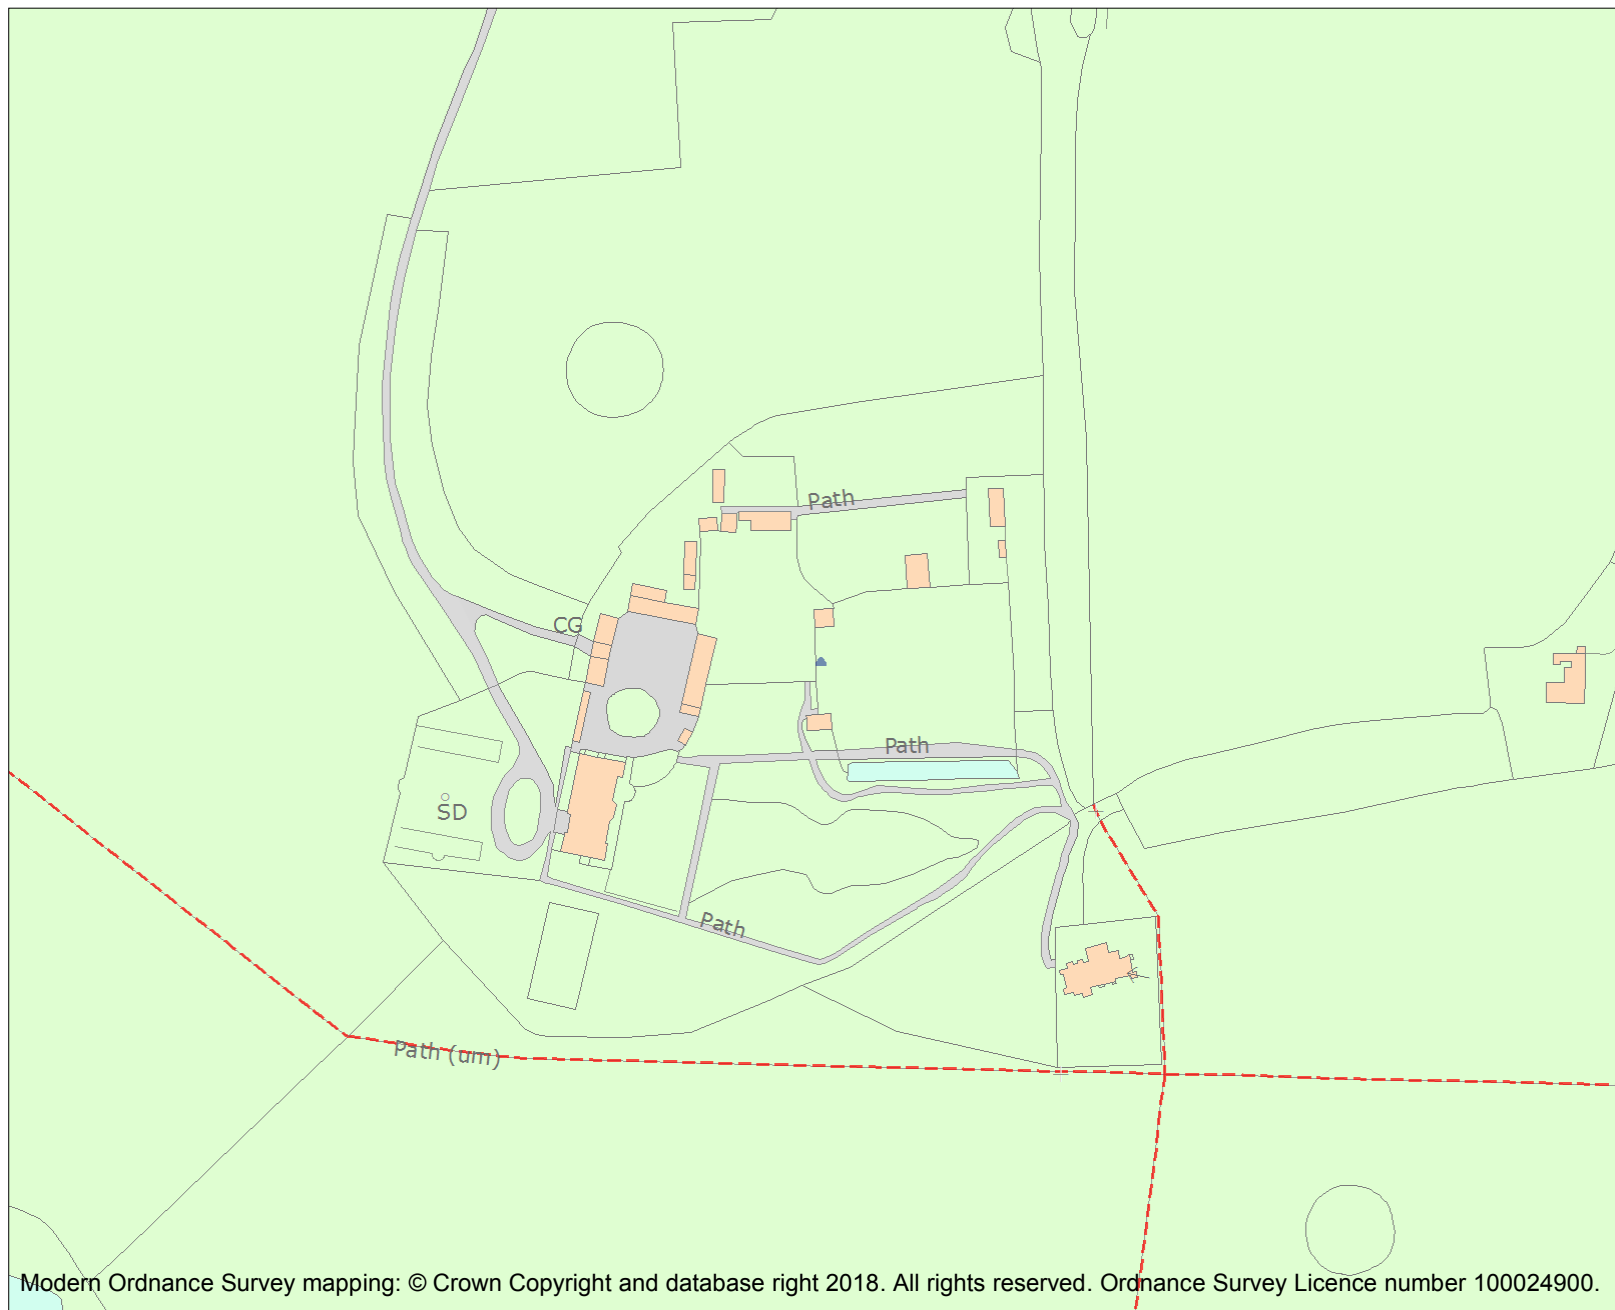 Path
CG
Path
SD
Path
Path (um)
Modern Ordnance Survey mapping: © Crown Copyright and database right 2018. All rights reserved. Ordnance Survey Licence number 100024900.